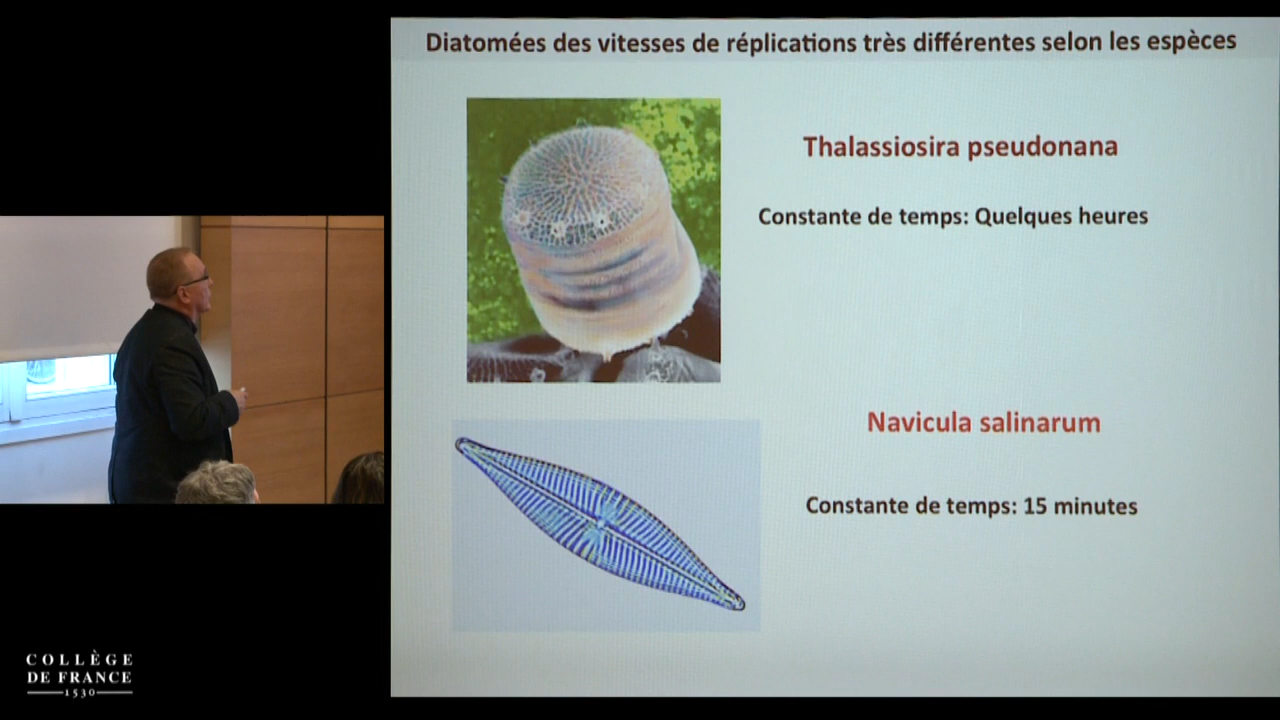 Diatomées des vitesses de réplications très différentes selon les espèces
Thalassiosira pseudonana
Constante de temps: Quelques heures
Navicula salinarum
Constante de temps: 15 minutes
COLLÈGE
DE FRANCE
1530